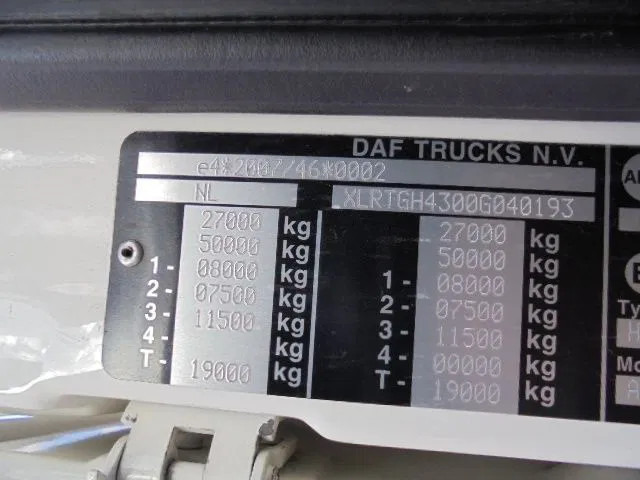 DAF TRUCKS N.V.
e4*2007/46*0002
NL XLRTGH4300G040193
27000 kg 27000 kg
50000 kg 50000 kg
1- 08000 kg 1- 08000 kg
2- 07500 kg 2- 07500 kg
3- 11500 kg 3- 11500 kg
4- kg 4- 00000 kg
T- 19000 kg T- 19000 kg
Ty
Mo